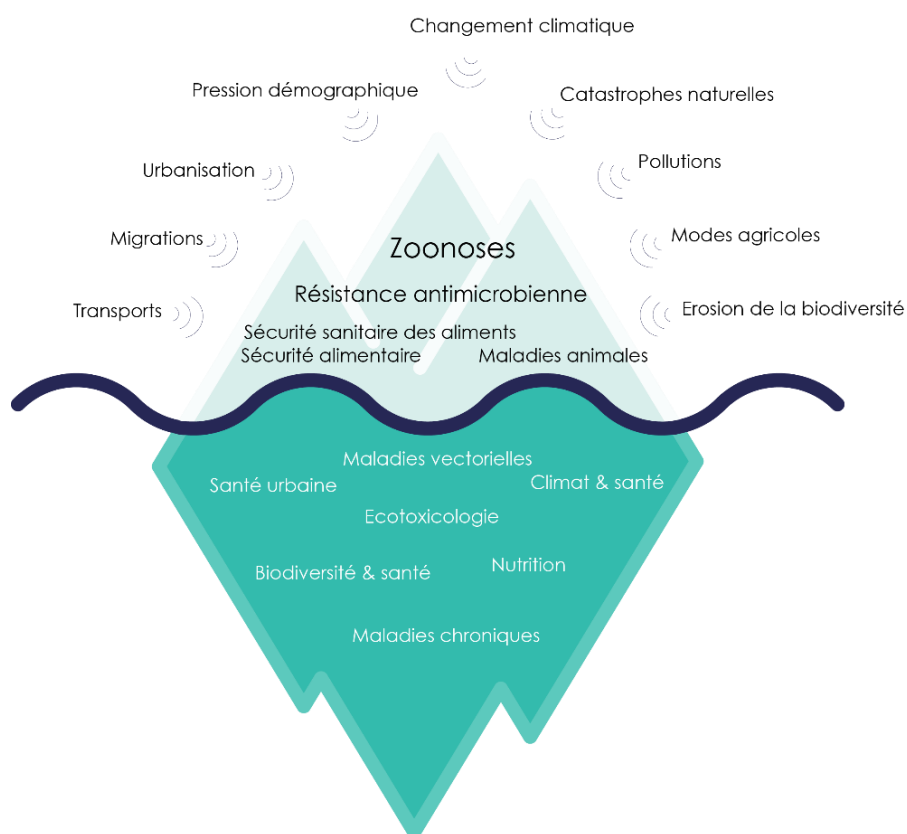 Changement climatique
Pression démographique
Catastrophes naturelles
Urbanisation
Pollutions
Migrations
Modes agricoles
Transports
Erosion de la biodiversité
Zoonoses
Résistance antimicrobienne
Sécurité sanitaire des aliments
Sécurité alimentaire
Maladies animales
Maladies vectorielles
Santé urbaine
Climat & santé
Ecotoxicologie
Biodiversité & santé
Nutrition
Maladies chroniques